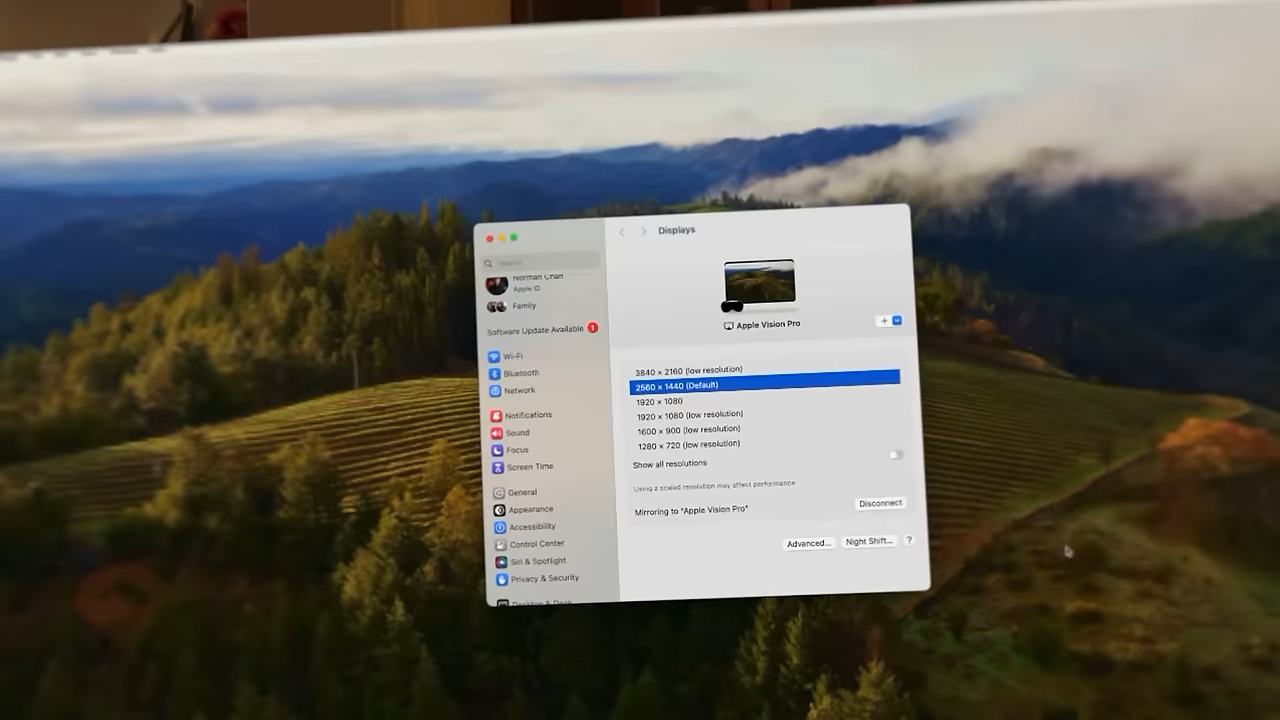 Displays
Search
Norman Chan
Apple ID
Family
Software Update Available 1
Wi-Fi
Bluetooth
Network
Notifications
Sound
Focus
Screen Time
General
Appearance
Accessibility
Control Center
Siri & Spotlight
Privacy & Security
Desktop & Dock
Apple Vision Pro
+
3840 × 2160 (low resolution)
2560 × 1440 (Default)
1920 × 1080
1920 × 1080 (low resolution)
1600 × 900 (low resolution)
1280 × 720 (low resolution)
Show all resolutions
Using a scaled resolution may affect performance
Mirroring to "Apple Vision Pro"
Disconnect
Advanced...
Night Shift...
?